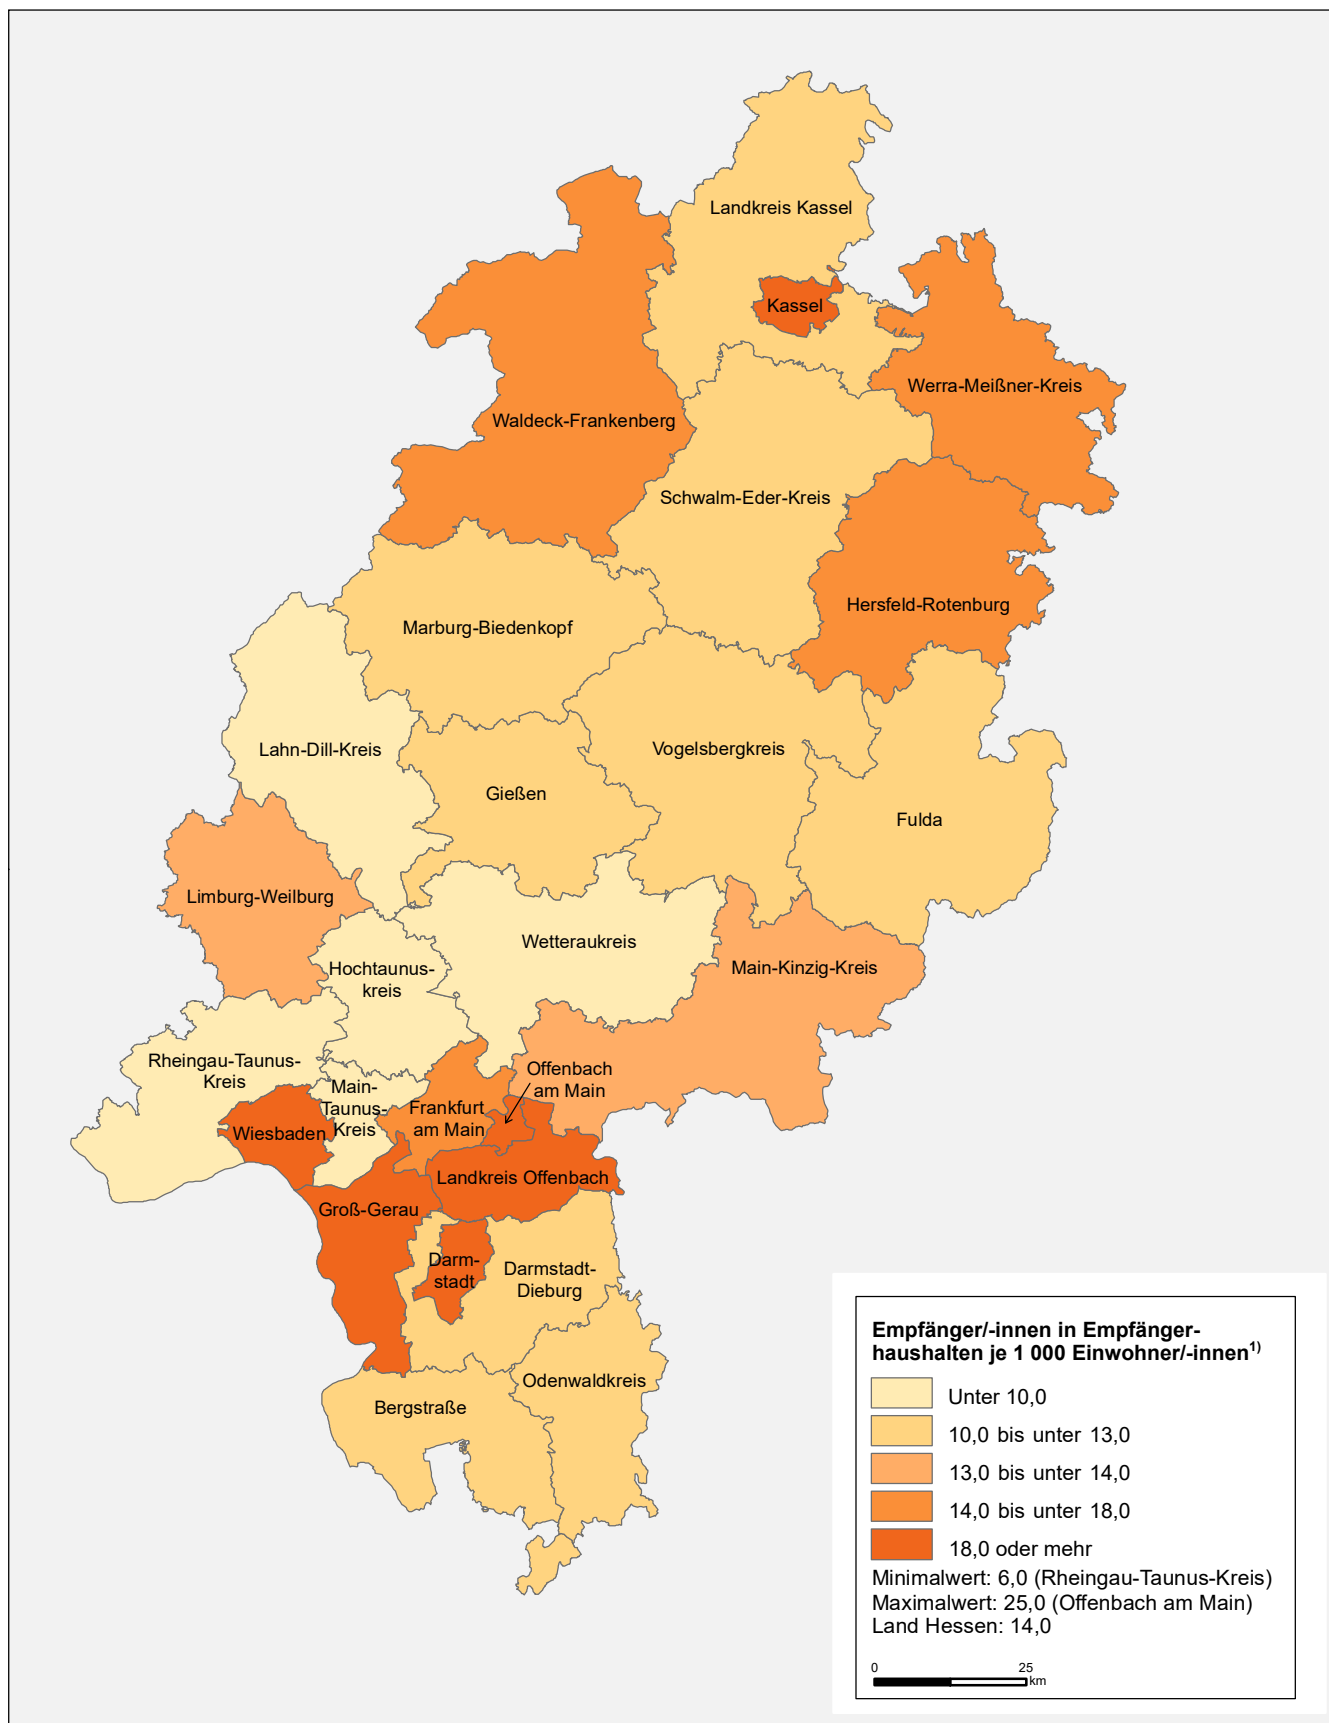 Landkreis Kassel
Kassel
Werra-Meißner-Kreis
Waldeck-Frankenberg
Schwalm-Eder-Kreis
Hersfeld-Rotenburg
Marburg-Biedenkopf
Lahn-Dill-Kreis
Vogelsbergkreis
Gießen
Fulda
Limburg-Weilburg
Wetteraukreis
Main-Kinzig-Kreis
Hochtaunus-
kreis
Rheingau-Taunus-
Kreis
Offenbach
am Main
Main-
Taunus-
Kreis
Frankfurt
am Main
Wiesbaden
Landkreis Offenbach
Groß-Gerau
Darm-
stadt
Darmstadt-
Dieburg
Odenwaldkreis
Bergstraße
Empfänger/-innen in Empfänger-
haushalten je 1 000 Einwohner/-innen1)
Unter 10,0
10,0 bis unter 13,0
13,0 bis unter 14,0
14,0 bis unter 18,0
18,0 oder mehr
Minimalwert: 6,0 (Rheingau-Taunus-Kreis)
Maximalwert: 25,0 (Offenbach am Main)
Land Hessen: 14,0
0 25
km